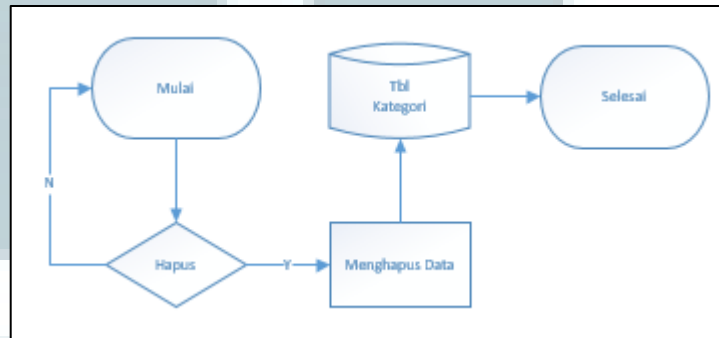 Mulai
Tbl
Kategori
Selesai
N
Hapus
Y
Menghapus Data